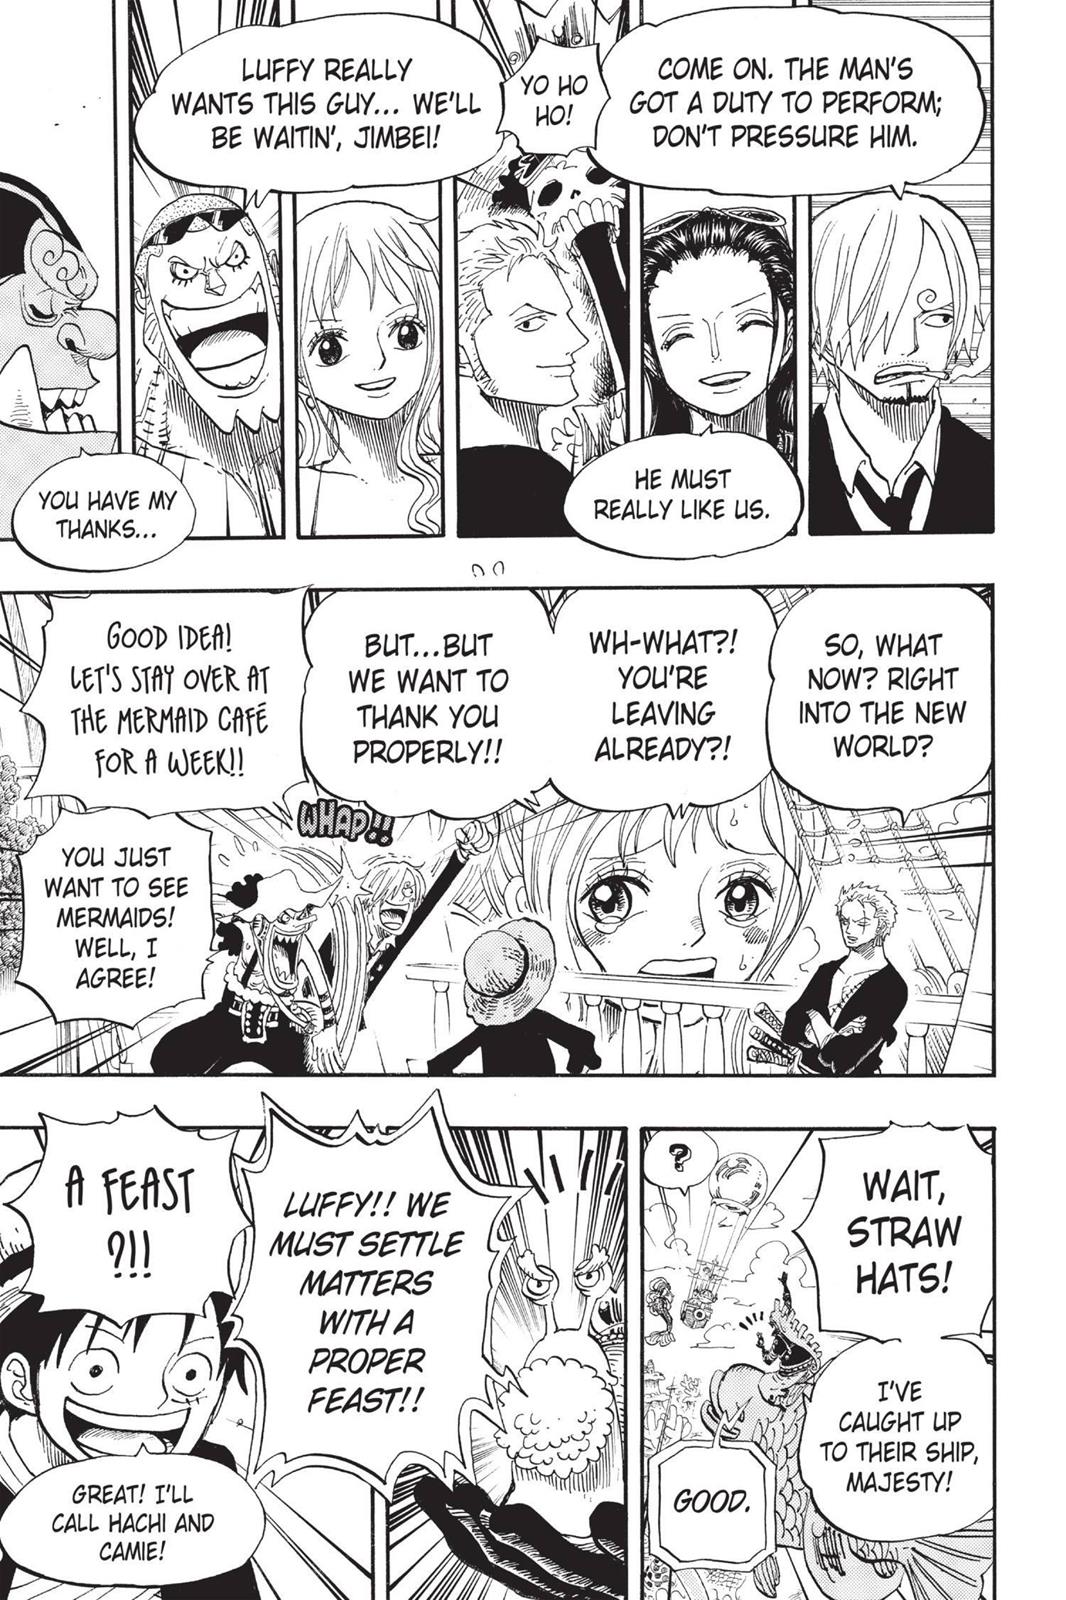 COME ON. THE MAN'S
GOT A DUTY TO PERFORM;
DON'T PRESSURE HIM.
HE MUST
REALLY LIKE US.
YO HO
HO!
LUFFY REALLY
WANTS THIS GUY... WE'LL
BE WAITIN', JIMBEI!
YOU HAVE MY
THANKS...
SO, WHAT
NOW? RIGHT
INTO THE NEW
WORLD?
WH-WHAT?!
YOU'RE
LEAVING
ALREADY?!
BUT...BUT
WE WANT TO
THANK YOU
PROPERLY!!
GOOD IDEA!
LET'S STAY OVER AT
THE MERMAID CAFÉ
FOR A WEEK!!
WHAP!!
YOU JUST
WANT TO SEE
MERMAIDS!
WELL, I
AGREE!
WAIT,
STRAW
HATS!
?
I'VE
CAUGHT UP
TO THEIR SHIP,
MAJESTY!
GOOD.
LUFFY!! WE
MUST SETTLE
MATTERS
WITH A
PROPER
FEAST!!
A FEAST
?!!
GREAT! I'LL
CALL HACHI AND
CAMIE!